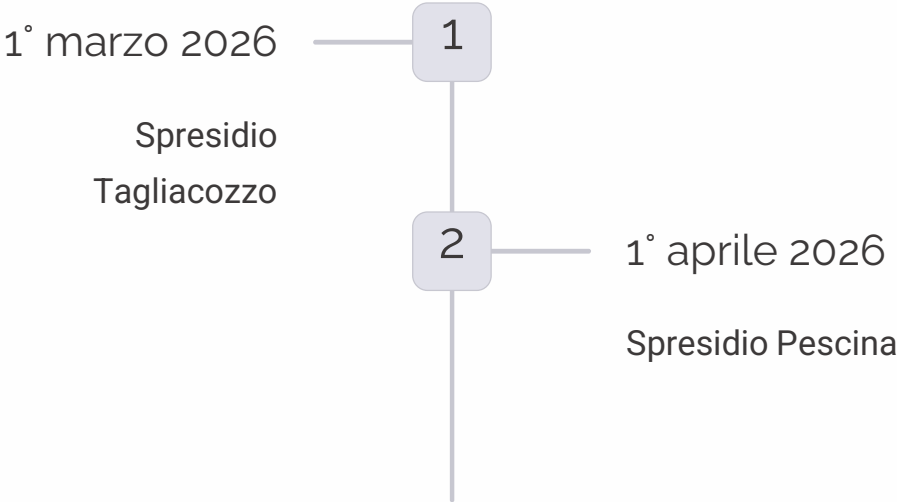 1° marzo 2026
1
Spresidio
Tagliacozzo
2
1° aprile 2026
Spresidio Pescina